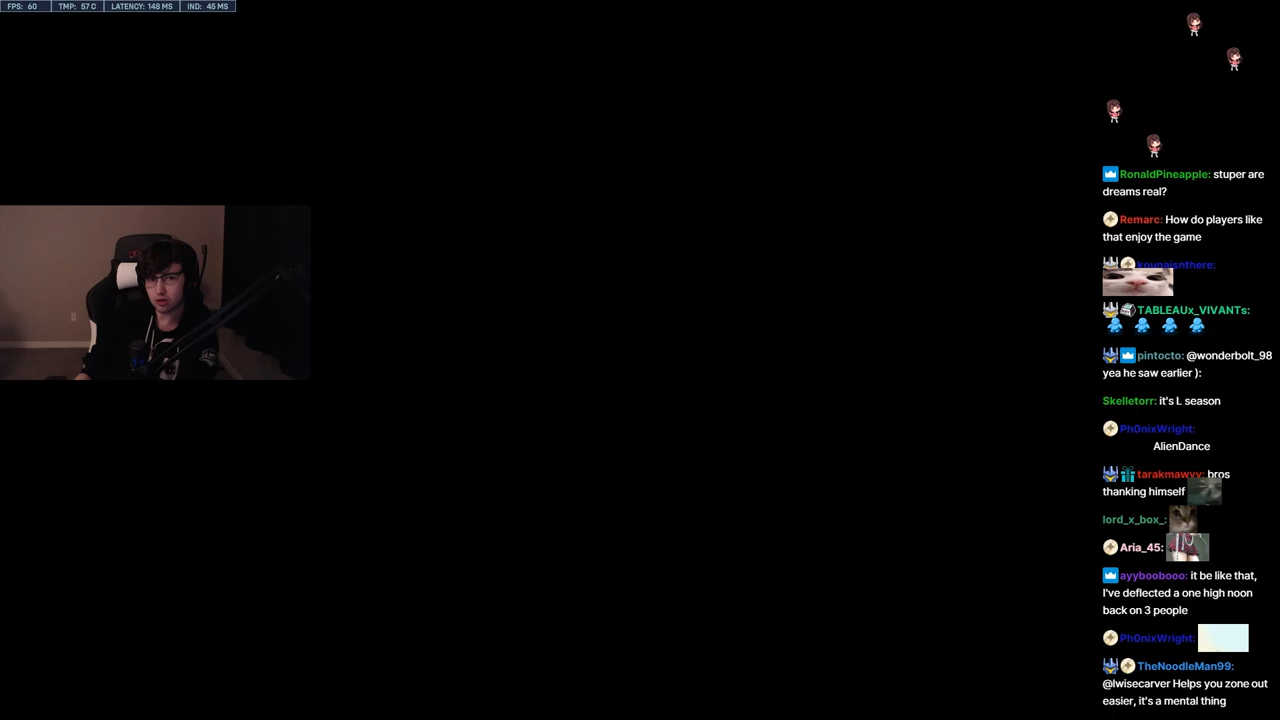 FPS: 60 TMP: 57 C LATENCY: 148 MS IND: 45 MS
RonaldPineapple: stuper are
dreams real?
Remarc: How do players like
that enjoy the game
koupaisnthere:
TABLEAUx_VIVANTs:
pintocto: @wonderbolt_98
yea he saw earlier ):
Skelletorr: it's L season
Ph0nixWright:
AlienDance
tarakmawyy: bros
thanking himself
lord_x_box_:
Aria_45:
ayyboobooo: it be like that,
I've deflected a one high noon
back on 3 people
Ph0nixWright:
TheNoodleMan99:
@lwisecarver Helps you zone out
easier, it's a mental thing